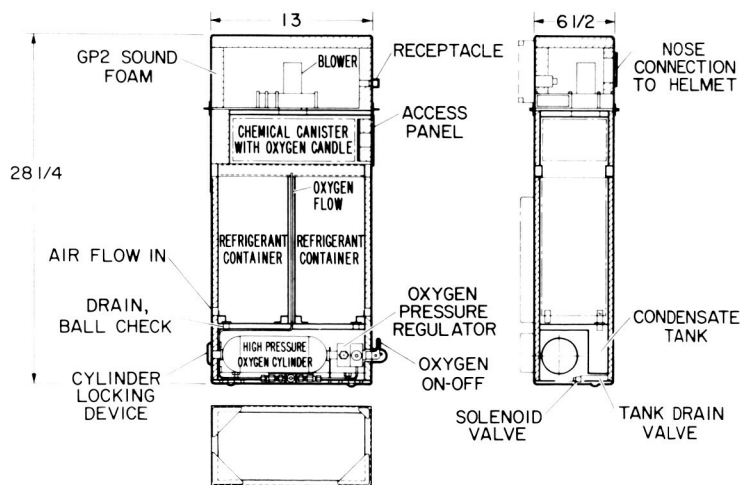 13
6 1/2
GP2 SOUND
FOAM
BLOWER
RECEPTACLE
NOSE
CONNECTION
TO HELMET
ACCESS
PANEL
CHEMICAL CANISTER
WITH OXYGEN CANDLE
28 1/4
OXYGEN
FLOW
REFRIGERANT
CONTAINER
REFRIGERANT
CONTAINER
AIR FLOW IN
DRAIN,
BALL CHECK
OXYGEN
PRESSURE
REGULATOR
CONDENSATE
TANK
HIGH PRESSURE
OXYGEN CYLINDER
CYLINDER
LOCKING
DEVICE
OXYGEN
ON-OFF
SOLENOID
VALVE
TANK DRAIN
VALVE